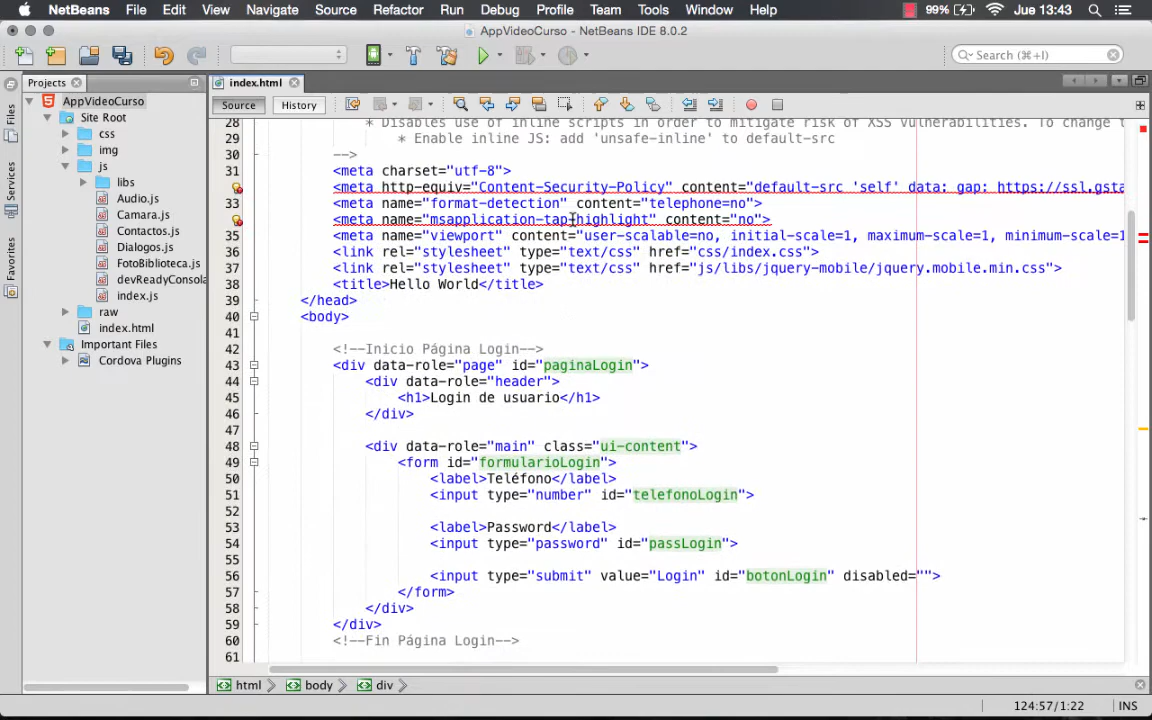 NetBeans File Edit View Navigate Source Refactor Run Debug Profile Team Tools Window Help 99% Jue 13:43
AppVideoCurso - NetBeans IDE 8.0.2
Search (⌘+I)
Projects
index.html
Source History
Files
Services
Favorites
AppVideoCurso
Site Root
css
img
js
libs
Audio.js
Camara.js
Contactos.js
Dialogos.js
FotoBiblioteca.js
devReadyConsola
index.js
raw
index.html
Important Files
Cordova Plugins
28 * Disables use of inline scripts in order to mitigate risk of XSS vulnerabilities. To change t
29 * Enable inline JS: add 'unsafe-inline' to default-src
30 -->
31 <meta charset="utf-8">
<meta http-equiv="Content-Security-Policy" content="default-src 'self' data: gap: https://ssl.gsta
33 <meta name="format-detection" content="telephone=no">
<meta name="msapplication-tap-highlight" content="no">
35 <meta name="viewport" content="user-scalable=no, initial-scale=1, maximum-scale=1, minimum-scale=1
36 <link rel="stylesheet" type="text/css" href="css/index.css">
37 <link rel="stylesheet" type="text/css" href="js/libs/jquery-mobile/jquery.mobile.min.css">
38 <title>Hello World</title>
39 </head>
40 <body>
41
42 <!--Inicio Página Login-->
43 <div data-role="page" id="paginaLogin">
44 <div data-role="header">
45 <h1>Login de usuario</h1>
46 </div>
47
48 <div data-role="main" class="ui-content">
49 <form id="formularioLogin">
50 <label>Teléfono</label>
51 <input type="number" id="telefonoLogin">
52
53 <label>Password</label>
54 <input type="password" id="passLogin">
55
56 <input type="submit" value="Login" id="botonLogin" disabled="">
57 </form>
58 </div>
59 </div>
60 <!--Fin Página Login-->
61
html body div
124:57/1:22 INS